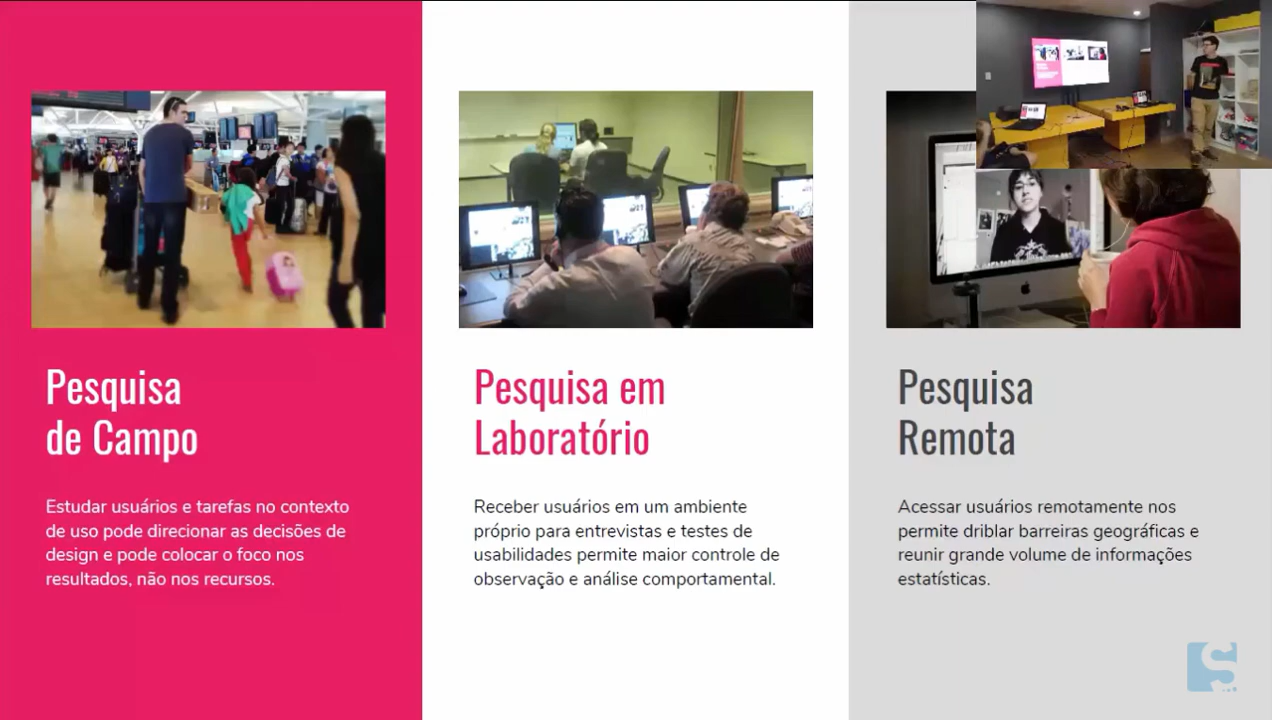 Pesquisa
de Campo
Estudar usuários e tarefas no contexto
de uso pode direcionar as decisões de
design e pode colocar o foco nos
resultados, não nos recursos.
Pesquisa em
Laboratório
Receber usuários em um ambiente
próprio para entrevistas e testes de
usabilidades permite maior controle de
observação e análise comportamental.
Pesquisa
Remota
Acessar usuários remotamente nos
permite driblar barreiras geográficas e
reunir grande volume de informações
estatísticas.
S